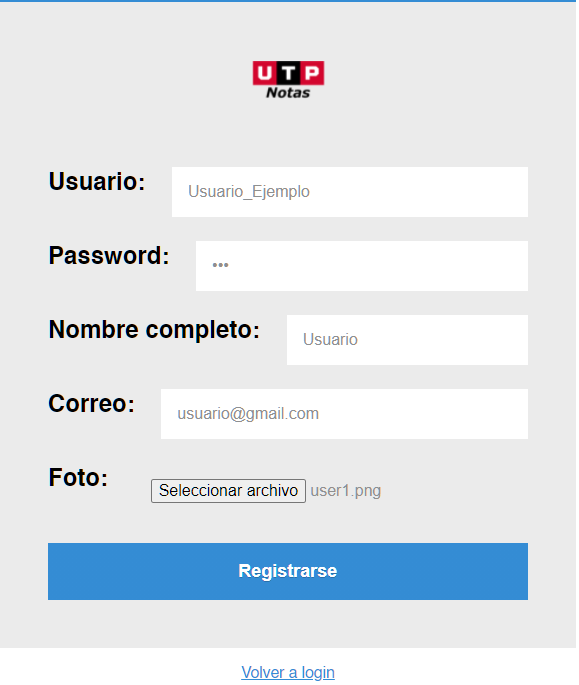 UTP
Notas
Usuario: Usuario_Ejemplo
Password: •••
Nombre completo: Usuario
Correo: usuario@gmail.com
Foto: Seleccionar archivo user1.png
Registrarse
Volver a login